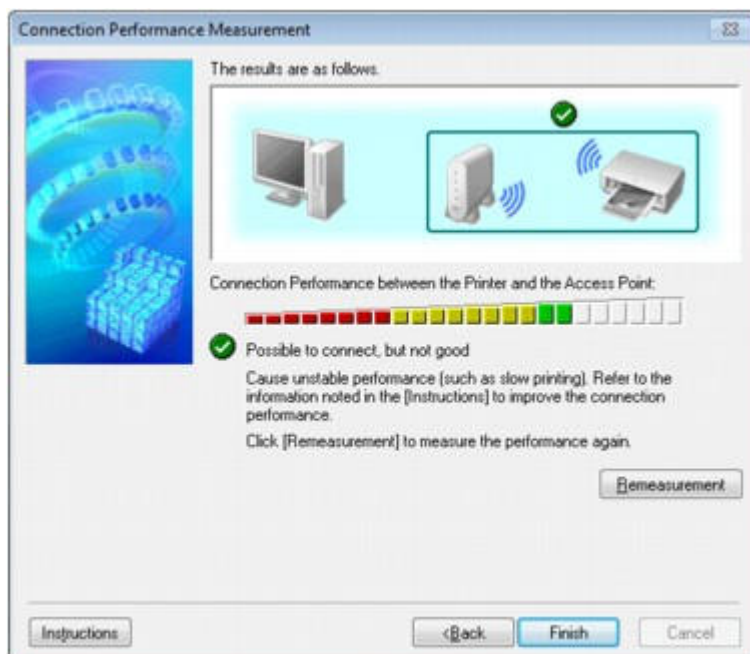 Connection Performance Measurement
The results are as follows.
Connection Performance between the Printer and the Access Point:
Possible to connect, but not good
Cause unstable performance (such as slow printing). Refer to the
information noted in the [Instructions] to improve the connection
performance.
Click [Remeasurement] to measure the performance again.
Remeasurement
Instructions
<Back
Finish
Cancel